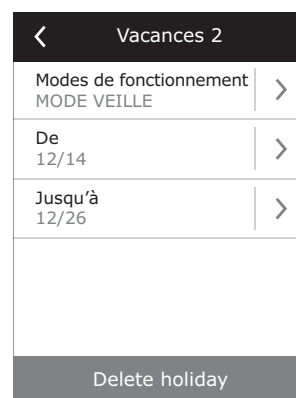 Vacances 2
Modes de fonctionnement
MODE VEILLE
De
12/14
Jusqu'à
12/26
Delete holiday